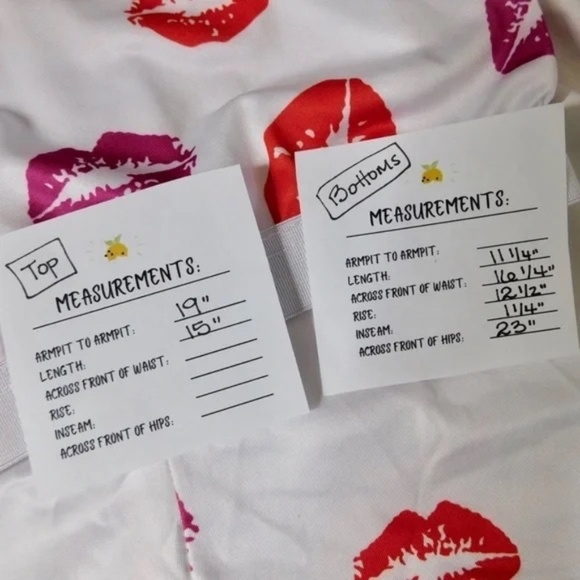 Top
MEASUREMENTS:
ARMPIT TO ARMPIT: 19"
LENGTH: 15"
ACROSS FRONT OF WAIST:
RISE:
INSEAM:
ACROSS FRONT OF HIPS:
Bottoms
MEASUREMENTS:
ARMPIT TO ARMPIT:
LENGTH: 11 1/4"
ACROSS FRONT OF WAIST: 16 1/4"
RISE: 12 1/2"
INSEAM: 1 1/4"
ACROSS FRONT OF HIPS: 23"